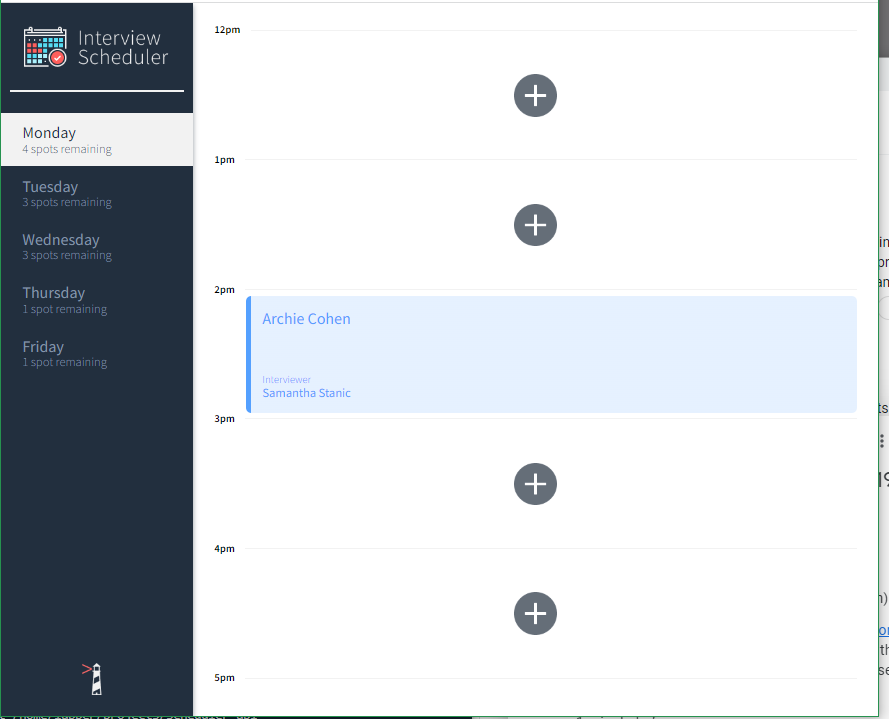 Interview
Scheduler
Monday
4 spots remaining
Tuesday
3 spots remaining
Wednesday
3 spots remaining
Thursday
1 spot remaining
Friday
1 spot remaining
12pm
1pm
2pm
Archie Cohen
Interviewer
Samantha Stanic
3pm
4pm
5pm